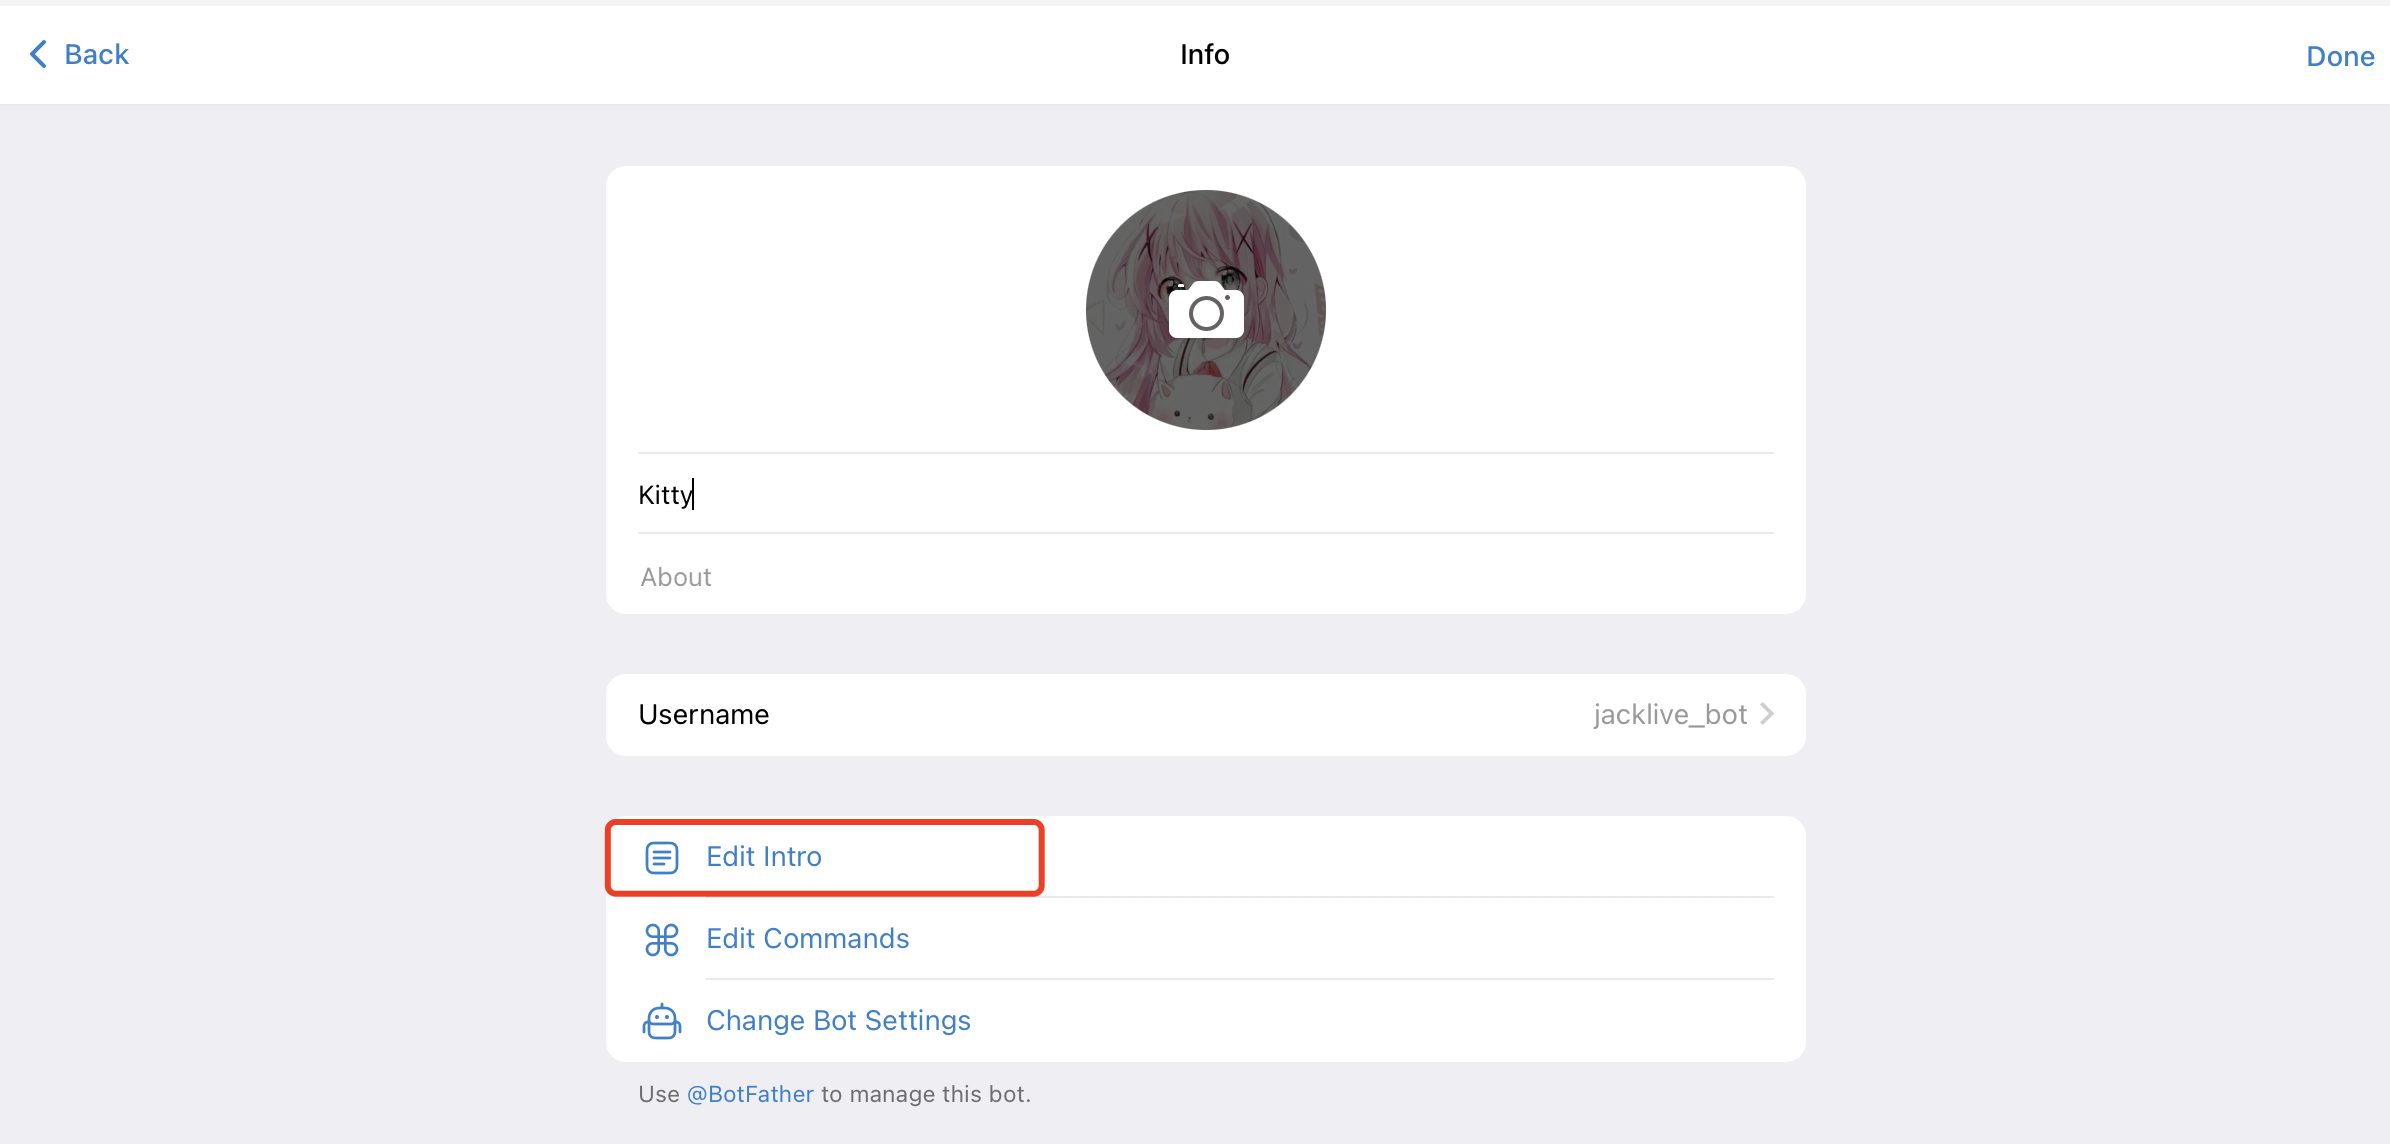 Back
Info
Done
Kitty
About
Username
jacklive_bot
Edit Intro
Edit Commands
Change Bot Settings
Use @BotFather to manage this bot.